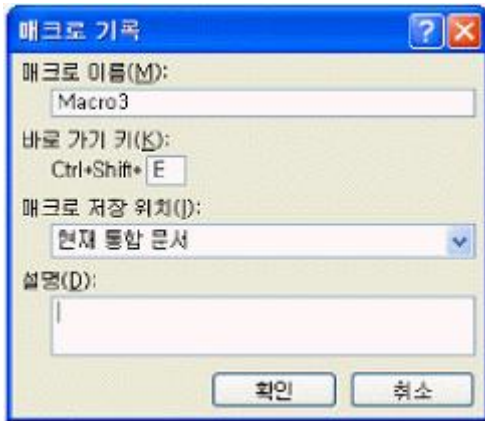 매크로 기록
매크로 이름(M):
Macro3
바로 가기 키(K):
Ctrl+Shift+ E
매크로 저장 위치(I):
현재 통합 문서
설명(D):
확인 취소